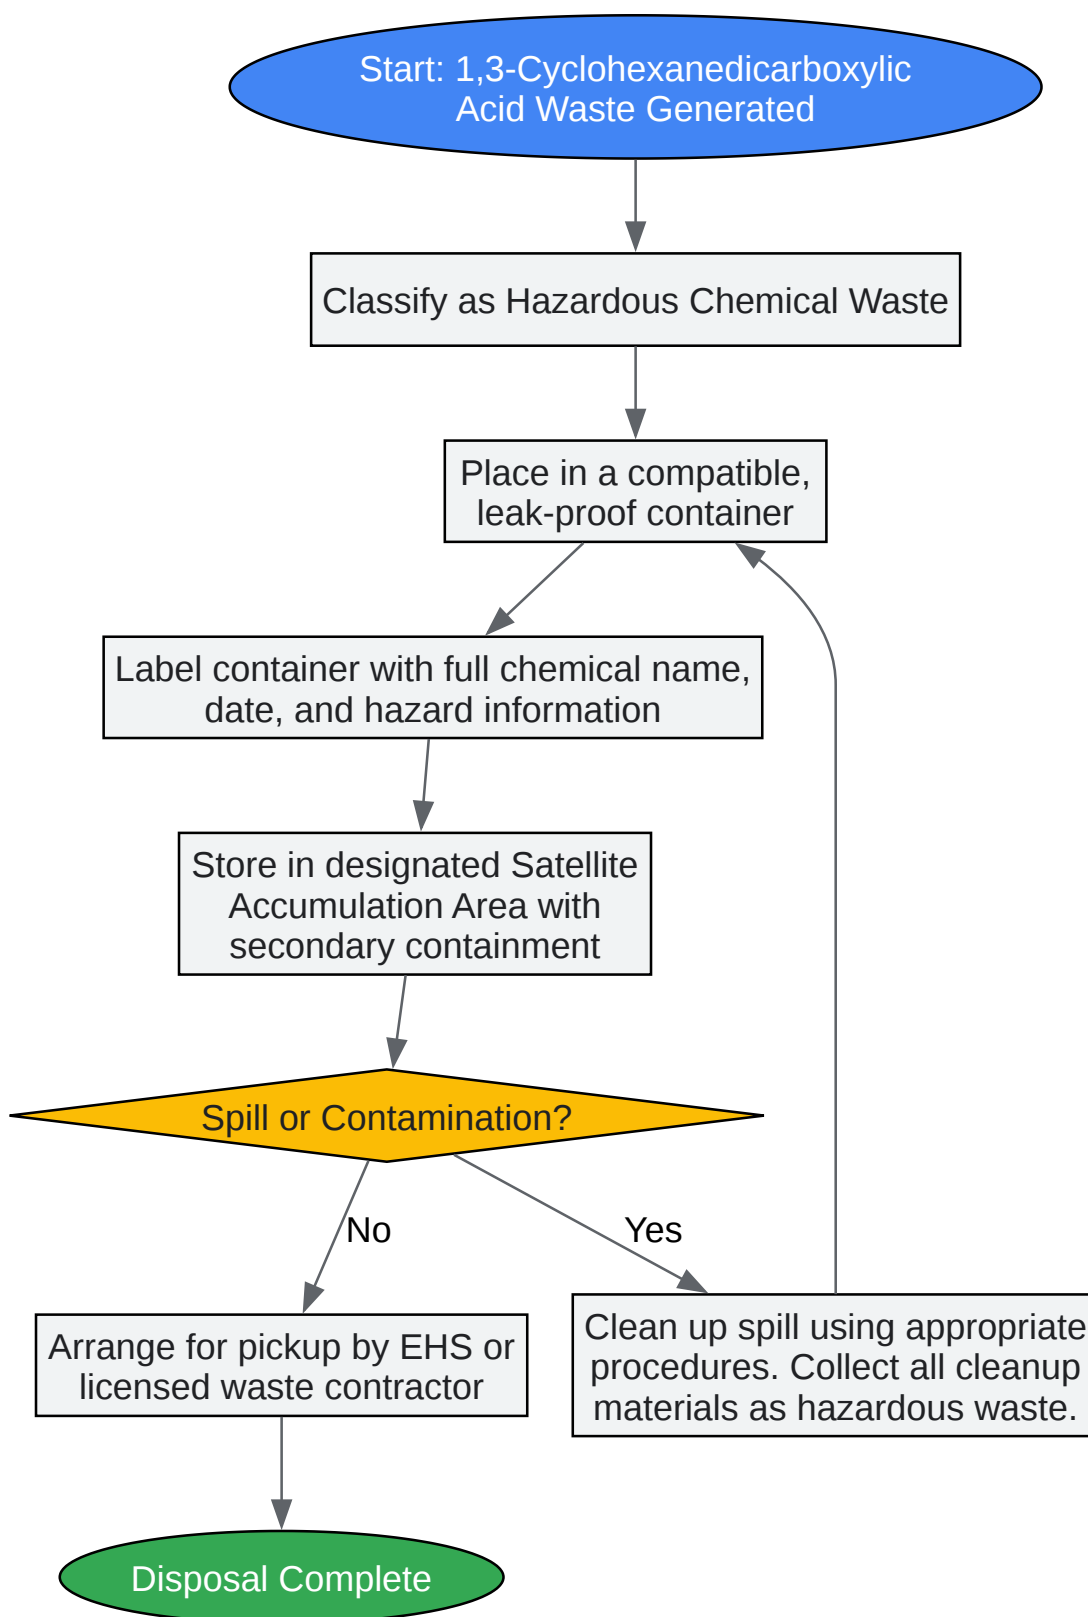 Start: 1,3-Cyclohexanedicarboxylic
Acid Waste Generated
Classify as Hazardous Chemical Waste
Place in a compatible,
leak-proof container
Label container with full chemical name,
date, and hazard information
Store in designated Satellite
Accumulation Area with
secondary containment
Spill or Contamination?
No
Yes
Arrange for pickup by EHS or
licensed waste contractor
Clean up spill using appropriate
procedures. Collect all cleanup
materials as hazardous waste.
Disposal Complete